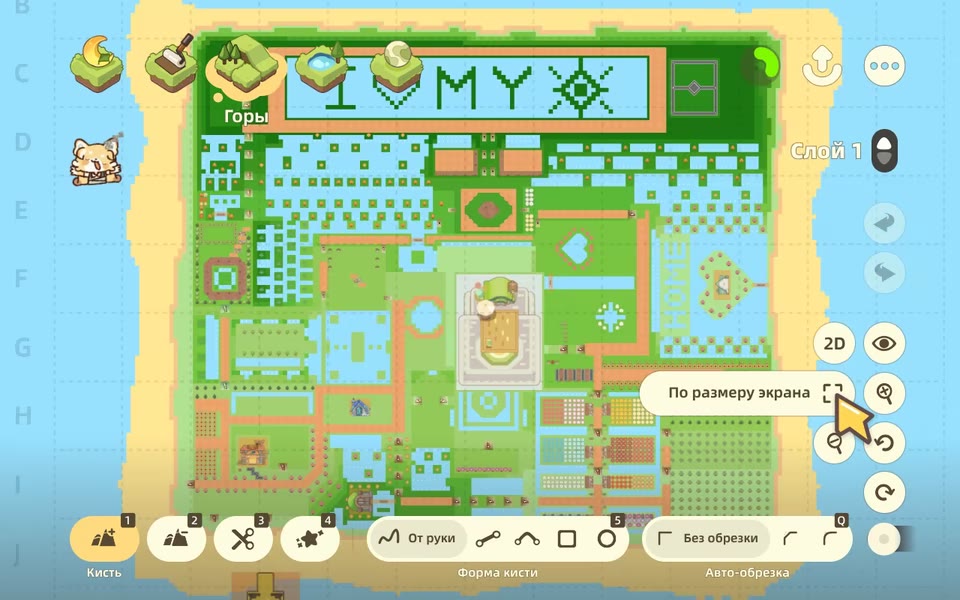 B
C
D
E
F
G
H
I
J
Горы
I ♡ MY
HOME
Слой 1
2D
По размеру экрана
1
2
3
4
5
Q
От руки
Без обрезки
Кисть
Форма кисти
Авто-обрезка